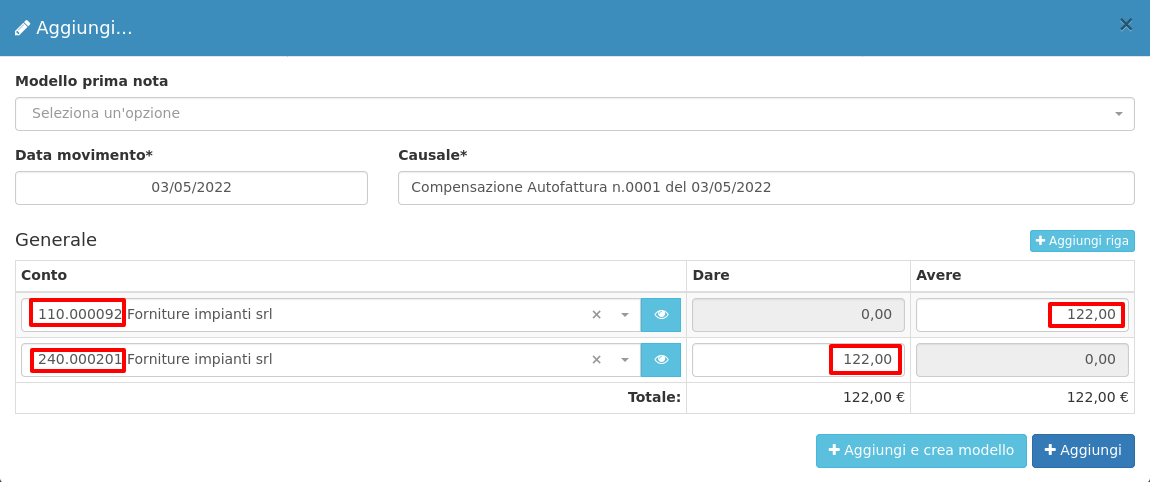 Aggiungi...
×
Modello prima nota
Seleziona un'opzione
Data movimento* Causale*
03/05/2022 Compensazione Autofattura n.0001 del 03/05/2022
Generale + Aggiungi riga
Conto Dare Avere
110.000092 Forniture impianti srl × 0,00 122,00
240.000201 Forniture impianti srl × 122,00 0,00
Totale: 122,00 € 122,00 €
+ Aggiungi e crea modello + Aggiungi